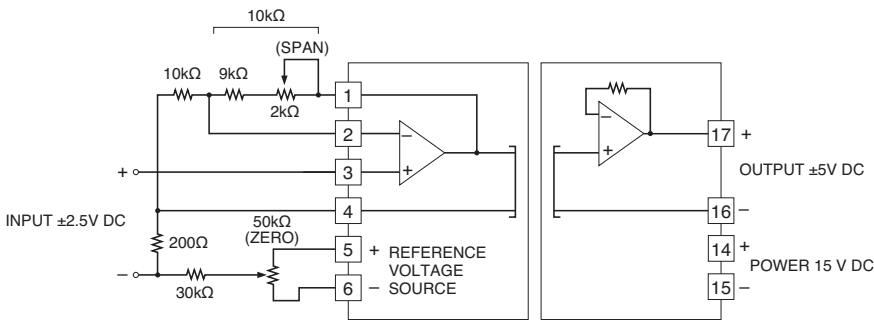 10kΩ
(SPAN)
10kΩ 9kΩ
2kΩ
1
2
−
+
3
+
4
INPUT ±2.5V DC
200Ω
50kΩ
(ZERO)
5
+ REFERENCE
VOLTAGE
− SOURCE
6
−
30kΩ
−
+
17 +
OUTPUT ±5V DC
16 −
14 +
POWER 15 V DC
15 −